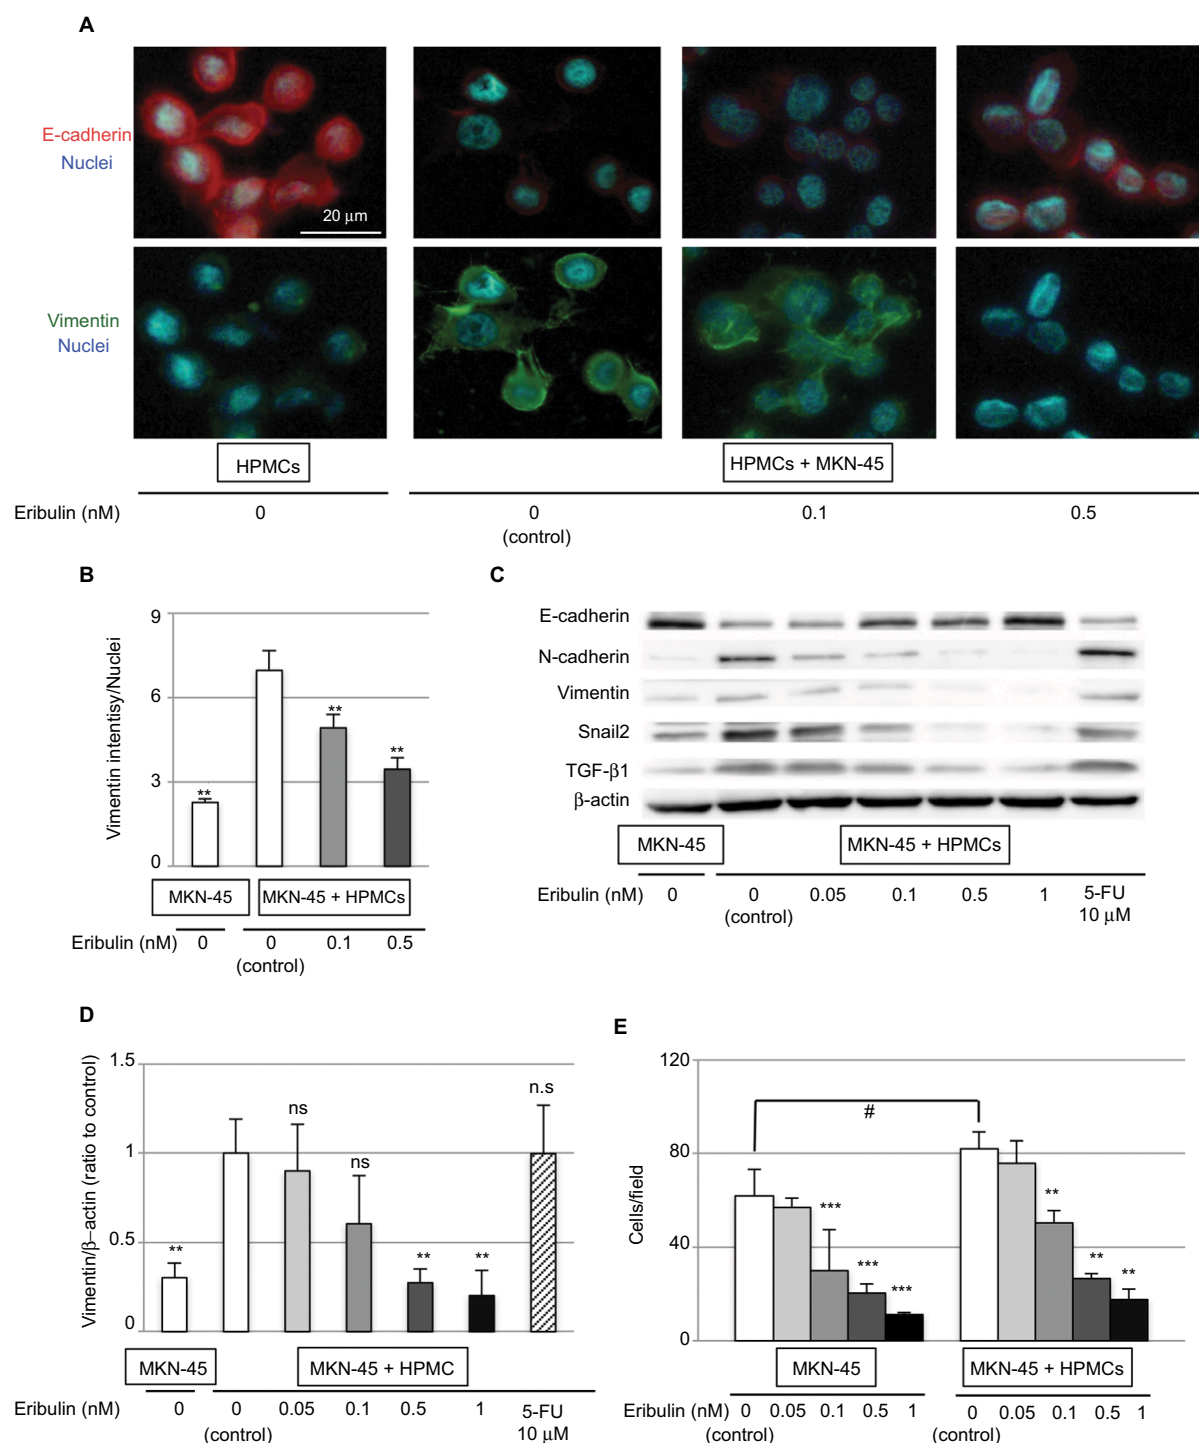 A
E-cadherin
Nuclei
20 µm
Vimentin
Nuclei
HPMCs
HPMCs + MKN-45
Eribulin (nM) 0 0 0.1 0.5
(control)
B
Vimentin intentisy/Nuclei
9
6
3
0
** ** **
MKN-45 MKN-45 + HPMCs
Eribulin (nM) 0 0 0.1 0.5
(control)
C
E-cadherin
N-cadherin
Vimentin
Snail2
TGF-β1
β-actin
MKN-45 MKN-45 + HPMCs
Eribulin (nM) 0 0 0.05 0.1 0.5 1 5-FU
(control) 10 µM
D
Vimentin/β–actin (ratio to control)
1.5
1
0.5
0
** ns ns ** ** n.s
MKN-45 MKN-45 + HPMC
Eribulin (nM) 0 0 0.05 0.1 0.5 1 5-FU
(control) 10 µM
E
Cells/field
120
80
40
0
#
*** *** *** ** ** **
MKN-45 MKN-45 + HPMCs
Eribulin (nM) 0 0.05 0.1 0.5 1 0 0.05 0.1 0.5 1
(control) (control)